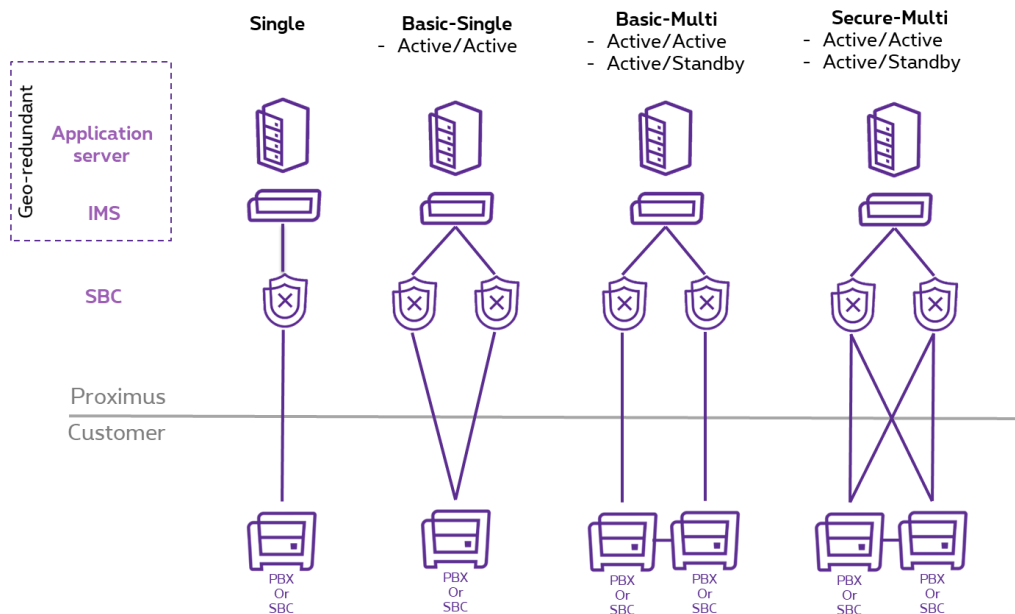 Single
Basic-Single
- Active/Active
Basic-Multi
- Active/Active
- Active/Standby
Secure-Multi
- Active/Active
- Active/Standby
Geo-redundant
Application
server
IMS
SBC
Proximus
Customer
PBX
Or
SBC
PBX
Or
SBC
PBX
Or
SBC
PBX
Or
SBC
PBX
Or
SBC
PBX
Or
SBC